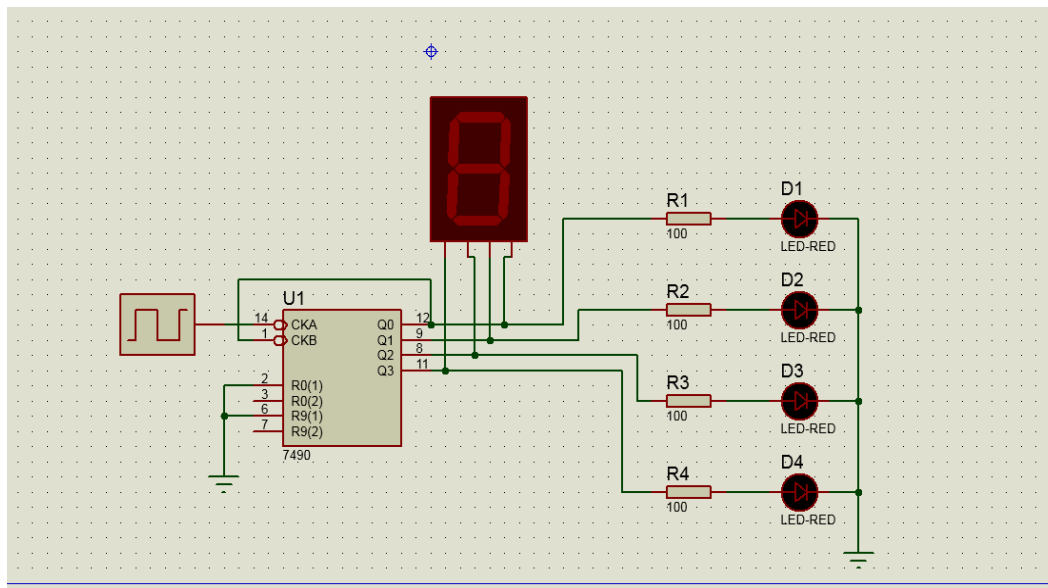 U1
14
1
2
3
6
7
CKA
CKB
R0(1)
R0(2)
R9(1)
R9(2)
Q0
Q1
Q2
Q3
12
9
8
11
7490
R1
100
D1
LED-RED
R2
100
D2
LED-RED
R3
100
D3
LED-RED
R4
100
D4
LED-RED